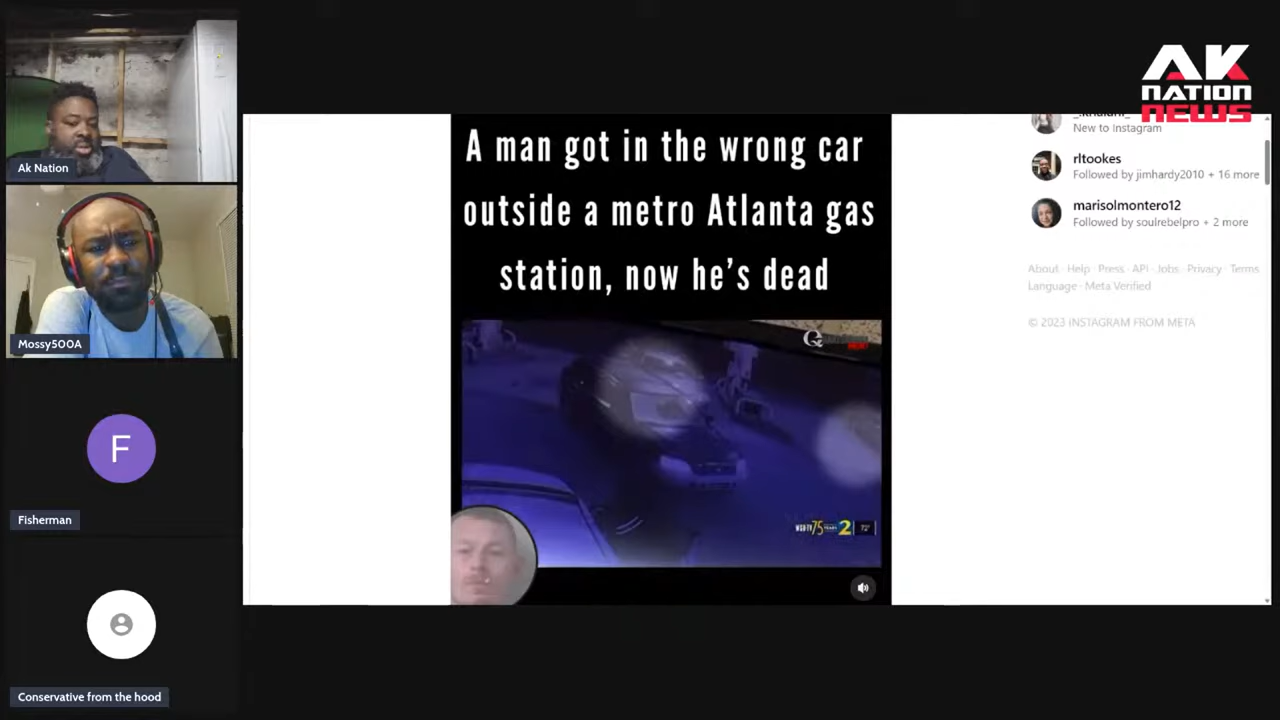 Ak Nation
Mossy500A
F
Fisherman
Conservative from the hood
A man got in the wrong car
outside a metro Atlanta gas
station, now he's dead
75
2
AK
NATION
NEWS
New to Instagram
rltookes
Followed by jimhardy2010 + 16 more
marisolmontero12
Followed by soulrebelpro + 2 more
About · Help · Press · API · Jobs · Privacy · Terms
Language · Meta Verified
© 2023 INSTAGRAM FROM META